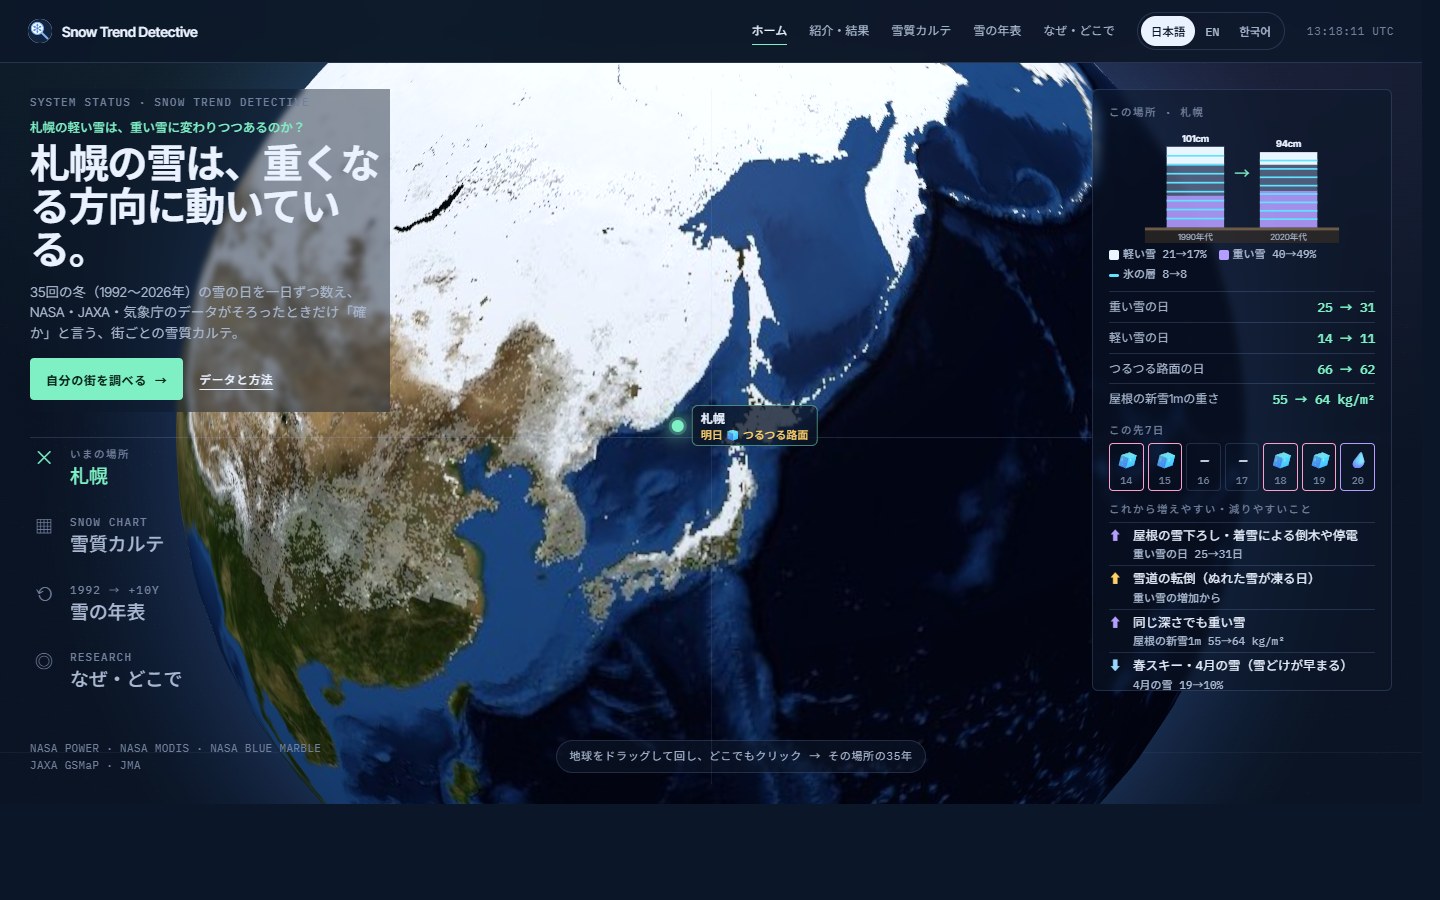 Snow Trend Detective
ホーム
紹介・結果
雪質カルテ
雪の年表
なぜ・どこで
日本語
EN
한국어
13:18:11 UTC
SYSTEM STATUS · SNOW TREND DETECTIVE
札幌の軽い雪は、重い雪に変わりつつあるのか？
札幌の雪は、重くな
る方向に動いてい
る。
35回の冬（1992〜2026年）の雪の日を一日ずつ数え、
NASA・JAXA・気象庁のデータがそろったときだけ「確
か」と言う、街ごとの雪質カルテ。
自分の街を調べる →
データと方法
いまの場所
札幌
SNOW CHART
雪質カルテ
1992 → +10Y
雪の年表
RESEARCH
なぜ・どこで
NASA POWER · NASA MODIS · NASA BLUE MARBLE
JAXA GSMaP · JMA
札幌
明日 つるつる路面
地球をドラッグして回し、どこでもクリック → その場所の35年
この場所 · 札幌
101cm
94cm
→
1990年代
2020年代
軽い雪 21→17% 重い雪 40→49%
氷の層 8→8
重い雪の日 25 → 31
軽い雪の日 14 → 11
つるつる路面の日 66 → 62
屋根の新雪1mの重さ 55 → 64 kg/m²
この先7日
– –
14 15 16 17 18 19 20
これから増えやすい・減りやすいこと
⬆ 屋根の雪下ろし・着雪による倒木や停電
重い雪の日 25→31日
⬆ 雪道の転倒（ぬれた雪が凍る日）
重い雪の増加から
⬆ 同じ深さでも重い雪
屋根の新雪1m 55→64 kg/m²
⬇ 春スキー・4月の雪（雪どけが早まる）
4月の雪 19→10%